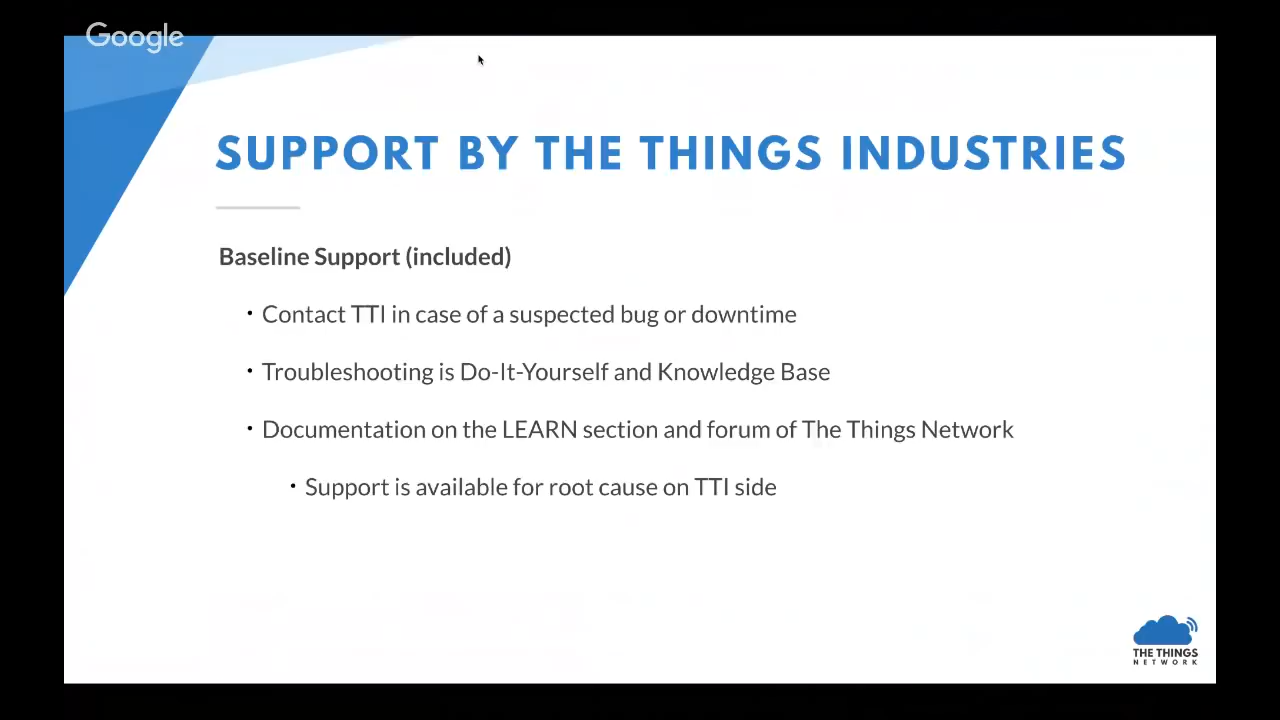 Google
SUPPORT BY THE THINGS INDUSTRIES
Baseline Support (included)
• Contact TTI in case of a suspected bug or downtime
• Troubleshooting is Do-It-Yourself and Knowledge Base
• Documentation on the LEARN section and forum of The Things Network
• Support is available for root cause on TTI side
THE THINGS
NETWORK